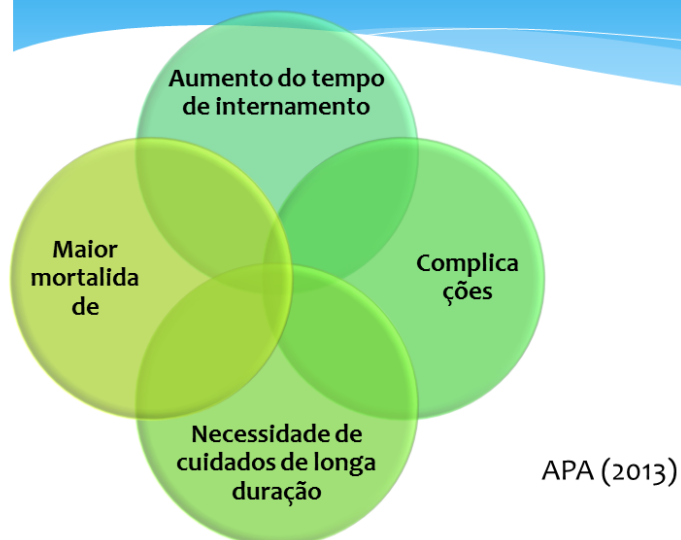 Aumento do tempo
de internamento
Maior
mortalida
de
Complica
ções
Necessidade de
cuidados de longa
duração
APA (2013)